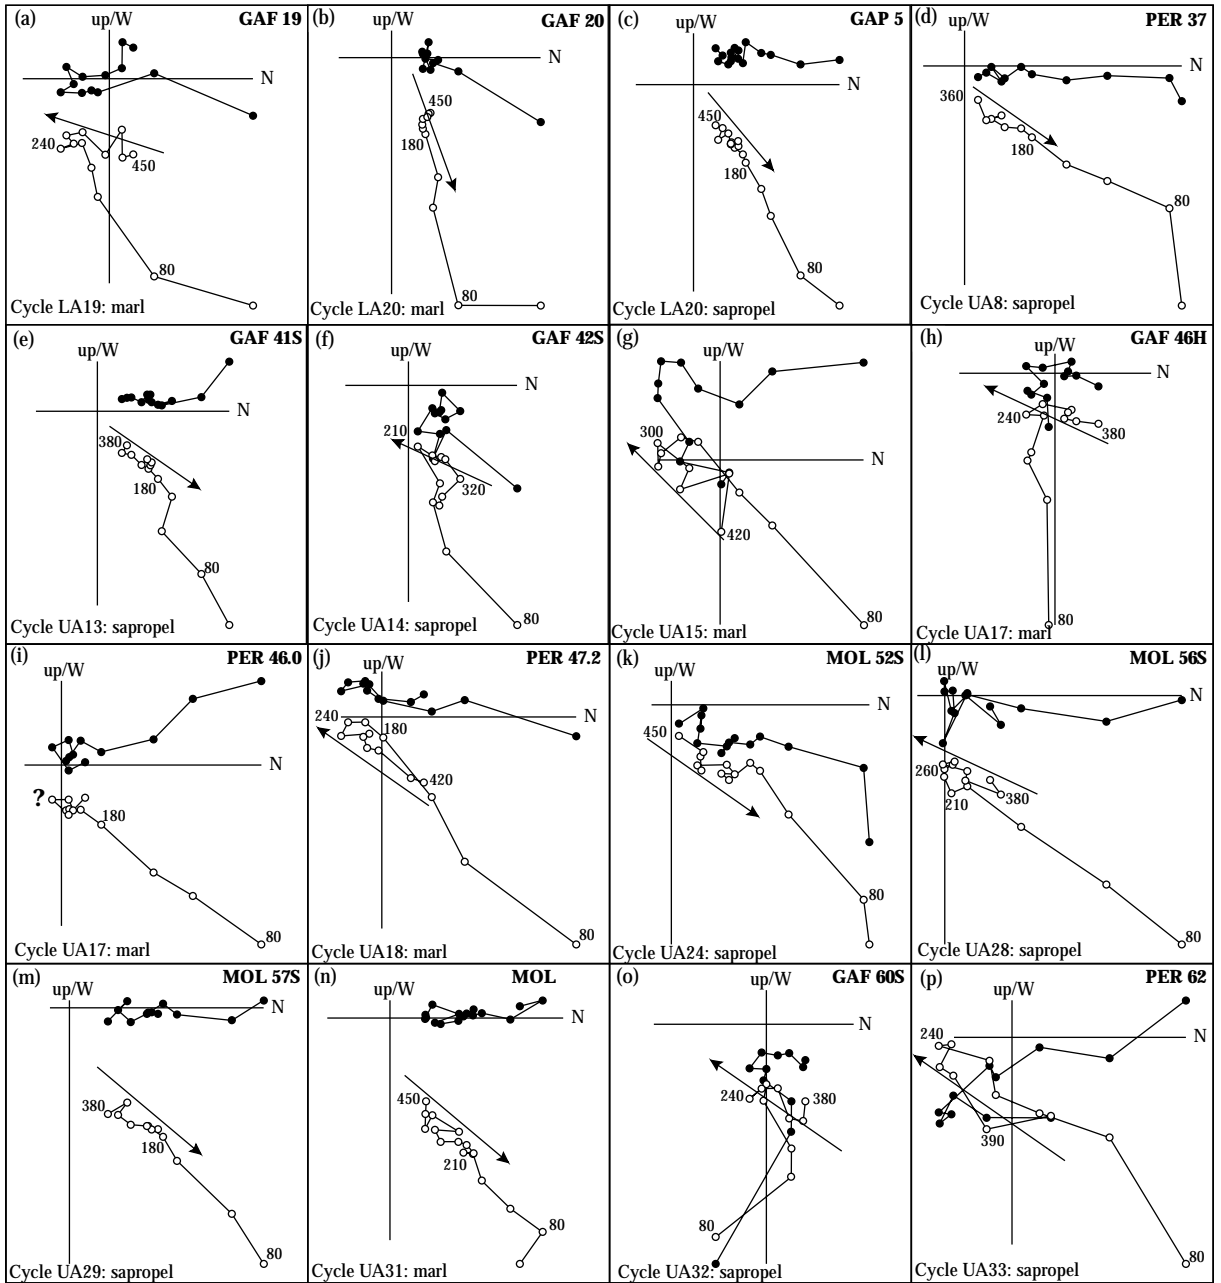 (a) GAF 19
up/W
N
240
450
80
Cycle LA19: marl
(b) GAF 20
up/W
N
450
180
80
Cycle LA20: marl
(c) GAP 5
up/W
N
450
180
80
Cycle LA20: sapropel
(d) PER 37
up/W
N
360
180
80
Cycle UA8: sapropel
(e) GAF 41S
up/W
N
380
180
80
Cycle UA13: sapropel
(f) GAF 42S
up/W
N
210
320
80
Cycle UA14: sapropel
(g)
up/W
N
300
420
80
Cycle UA15: marl
(h) GAF 46H
up/W
N
240
380
80
Cycle UA17: marl
(i) PER 46.0
up/W
N
?
180
80
Cycle UA17: marl
(j) PER 47.2
up/W
N
240
180
420
80
Cycle UA18: marl
(k) MOL 52S
up/W
N
450
80
Cycle UA24: sapropel
(l) MOL 56S
up/W
N
260
210
380
80
Cycle UA28: sapropel
(m) MOL 57S
up/W
N
380
180
80
Cycle UA29: sapropel
(n) MOL
up/W
N
450
210
80
Cycle UA31: marl
(o) GAF 60S
up/W
N
240
380
80
Cycle UA32: sapropel
(p) PER 62
up/W
N
240
390
80
Cycle UA33: sapropel